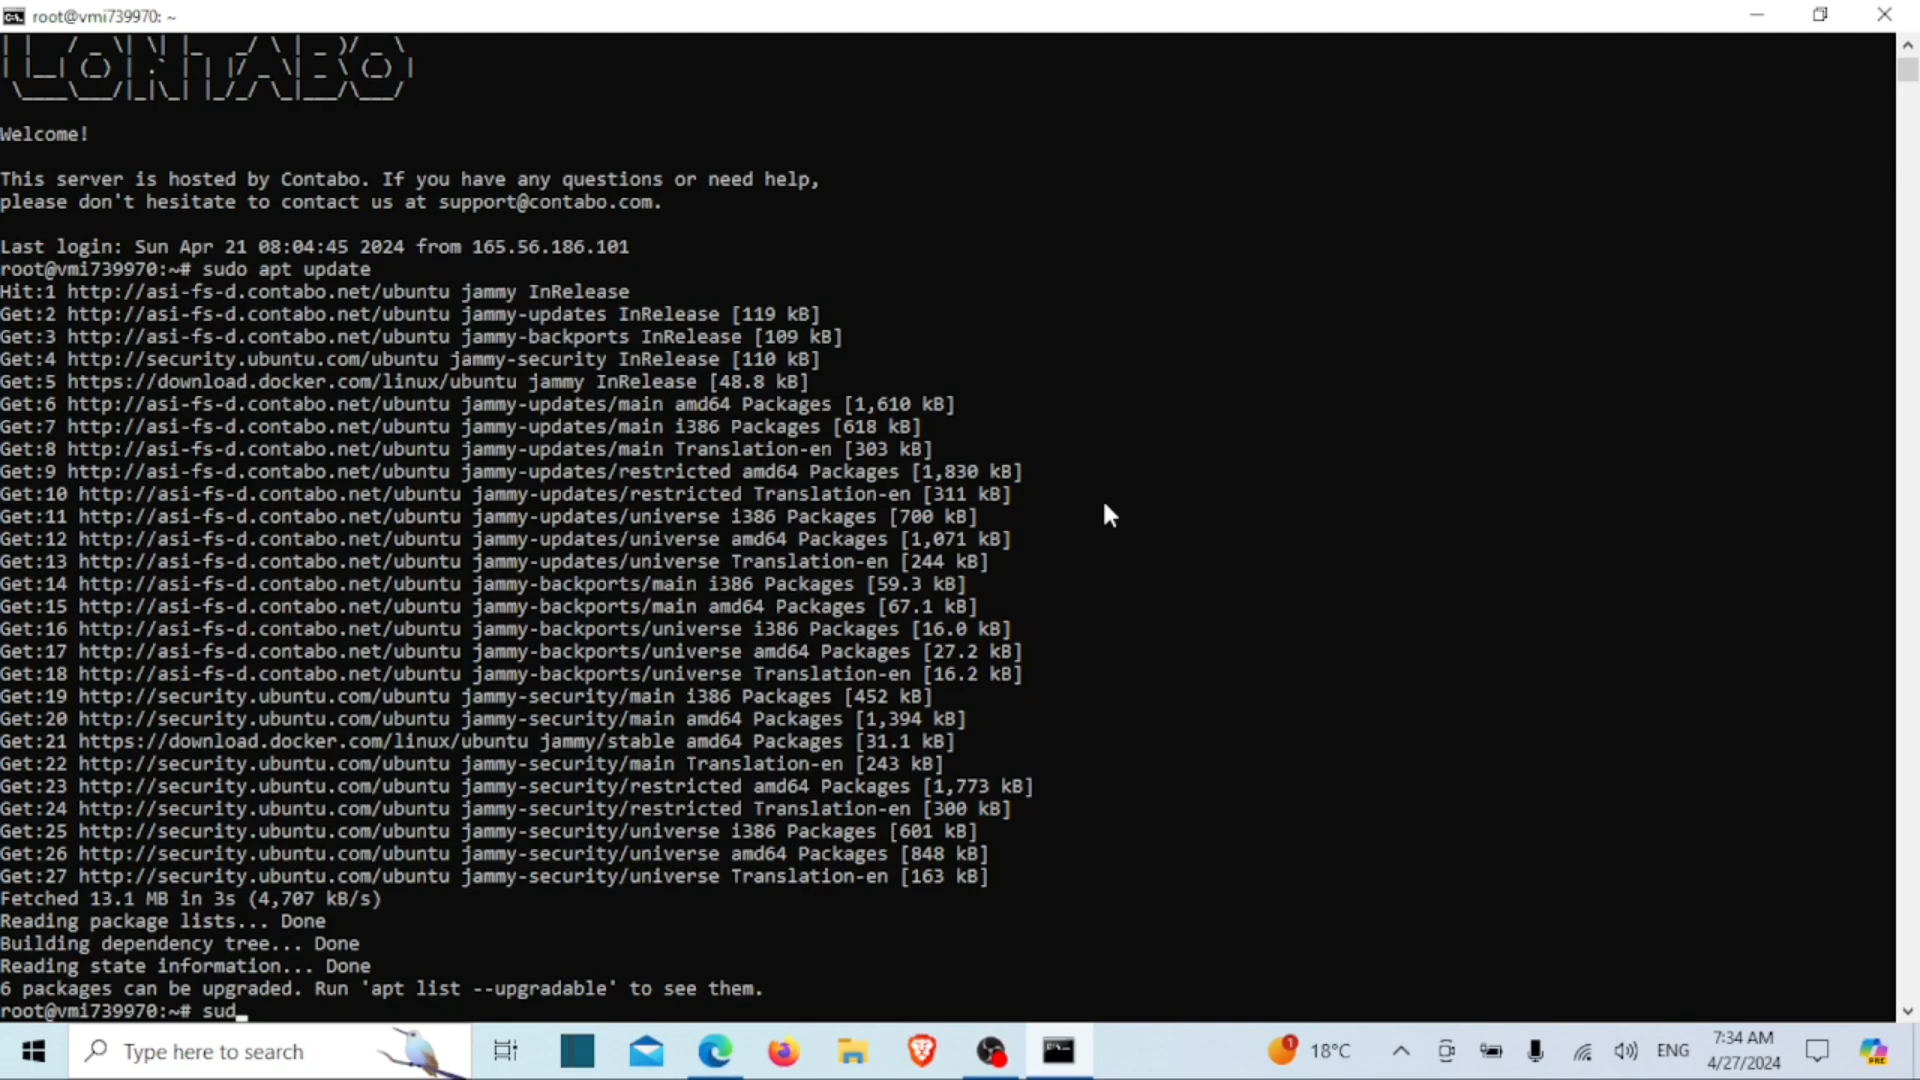 root@vmi739970: ~
CONTABO
Welcome!
This server is hosted by Contabo. If you have any questions or need help,
please don't hesitate to contact us at support@contabo.com.
Last login: Sun Apr 21 08:04:45 2024 from 165.56.186.101
root@vmi739970:~# sudo apt update
Hit:1 http://asi-fs-d.contabo.net/ubuntu jammy InRelease
Get:2 http://asi-fs-d.contabo.net/ubuntu jammy-updates InRelease [119 kB]
Get:3 http://asi-fs-d.contabo.net/ubuntu jammy-backports InRelease [109 kB]
Get:4 http://security.ubuntu.com/ubuntu jammy-security InRelease [110 kB]
Get:5 https://download.docker.com/linux/ubuntu jammy InRelease [48.8 kB]
Get:6 http://asi-fs-d.contabo.net/ubuntu jammy-updates/main amd64 Packages [1,610 kB]
Get:7 http://asi-fs-d.contabo.net/ubuntu jammy-updates/main i386 Packages [618 kB]
Get:8 http://asi-fs-d.contabo.net/ubuntu jammy-updates/main Translation-en [303 kB]
Get:9 http://asi-fs-d.contabo.net/ubuntu jammy-updates/restricted amd64 Packages [1,830 kB]
Get:10 http://asi-fs-d.contabo.net/ubuntu jammy-updates/restricted Translation-en [311 kB]
Get:11 http://asi-fs-d.contabo.net/ubuntu jammy-updates/universe i386 Packages [700 kB]
Get:12 http://asi-fs-d.contabo.net/ubuntu jammy-updates/universe amd64 Packages [1,071 kB]
Get:13 http://asi-fs-d.contabo.net/ubuntu jammy-updates/universe Translation-en [244 kB]
Get:14 http://asi-fs-d.contabo.net/ubuntu jammy-backports/main i386 Packages [59.3 kB]
Get:15 http://asi-fs-d.contabo.net/ubuntu jammy-backports/main amd64 Packages [67.1 kB]
Get:16 http://asi-fs-d.contabo.net/ubuntu jammy-backports/universe i386 Packages [16.0 kB]
Get:17 http://asi-fs-d.contabo.net/ubuntu jammy-backports/universe amd64 Packages [27.2 kB]
Get:18 http://asi-fs-d.contabo.net/ubuntu jammy-backports/universe Translation-en [16.2 kB]
Get:19 http://security.ubuntu.com/ubuntu jammy-security/main i386 Packages [452 kB]
Get:20 http://security.ubuntu.com/ubuntu jammy-security/main amd64 Packages [1,394 kB]
Get:21 https://download.docker.com/linux/ubuntu jammy/stable amd64 Packages [31.1 kB]
Get:22 http://security.ubuntu.com/ubuntu jammy-security/main Translation-en [243 kB]
Get:23 http://security.ubuntu.com/ubuntu jammy-security/restricted amd64 Packages [1,773 kB]
Get:24 http://security.ubuntu.com/ubuntu jammy-security/restricted Translation-en [300 kB]
Get:25 http://security.ubuntu.com/ubuntu jammy-security/universe i386 Packages [601 kB]
Get:26 http://security.ubuntu.com/ubuntu jammy-security/universe amd64 Packages [848 kB]
Get:27 http://security.ubuntu.com/ubuntu jammy-security/universe Translation-en [163 kB]
Fetched 13.1 MB in 3s (4,707 kB/s)
Reading package lists... Done
Building dependency tree... Done
Reading state information... Done
6 packages can be upgraded. Run 'apt list --upgradable' to see them.
root@vmi739970:~# sud
Type here to search
1
18°C
ENG
7:34 AM
4/27/2024
PRE